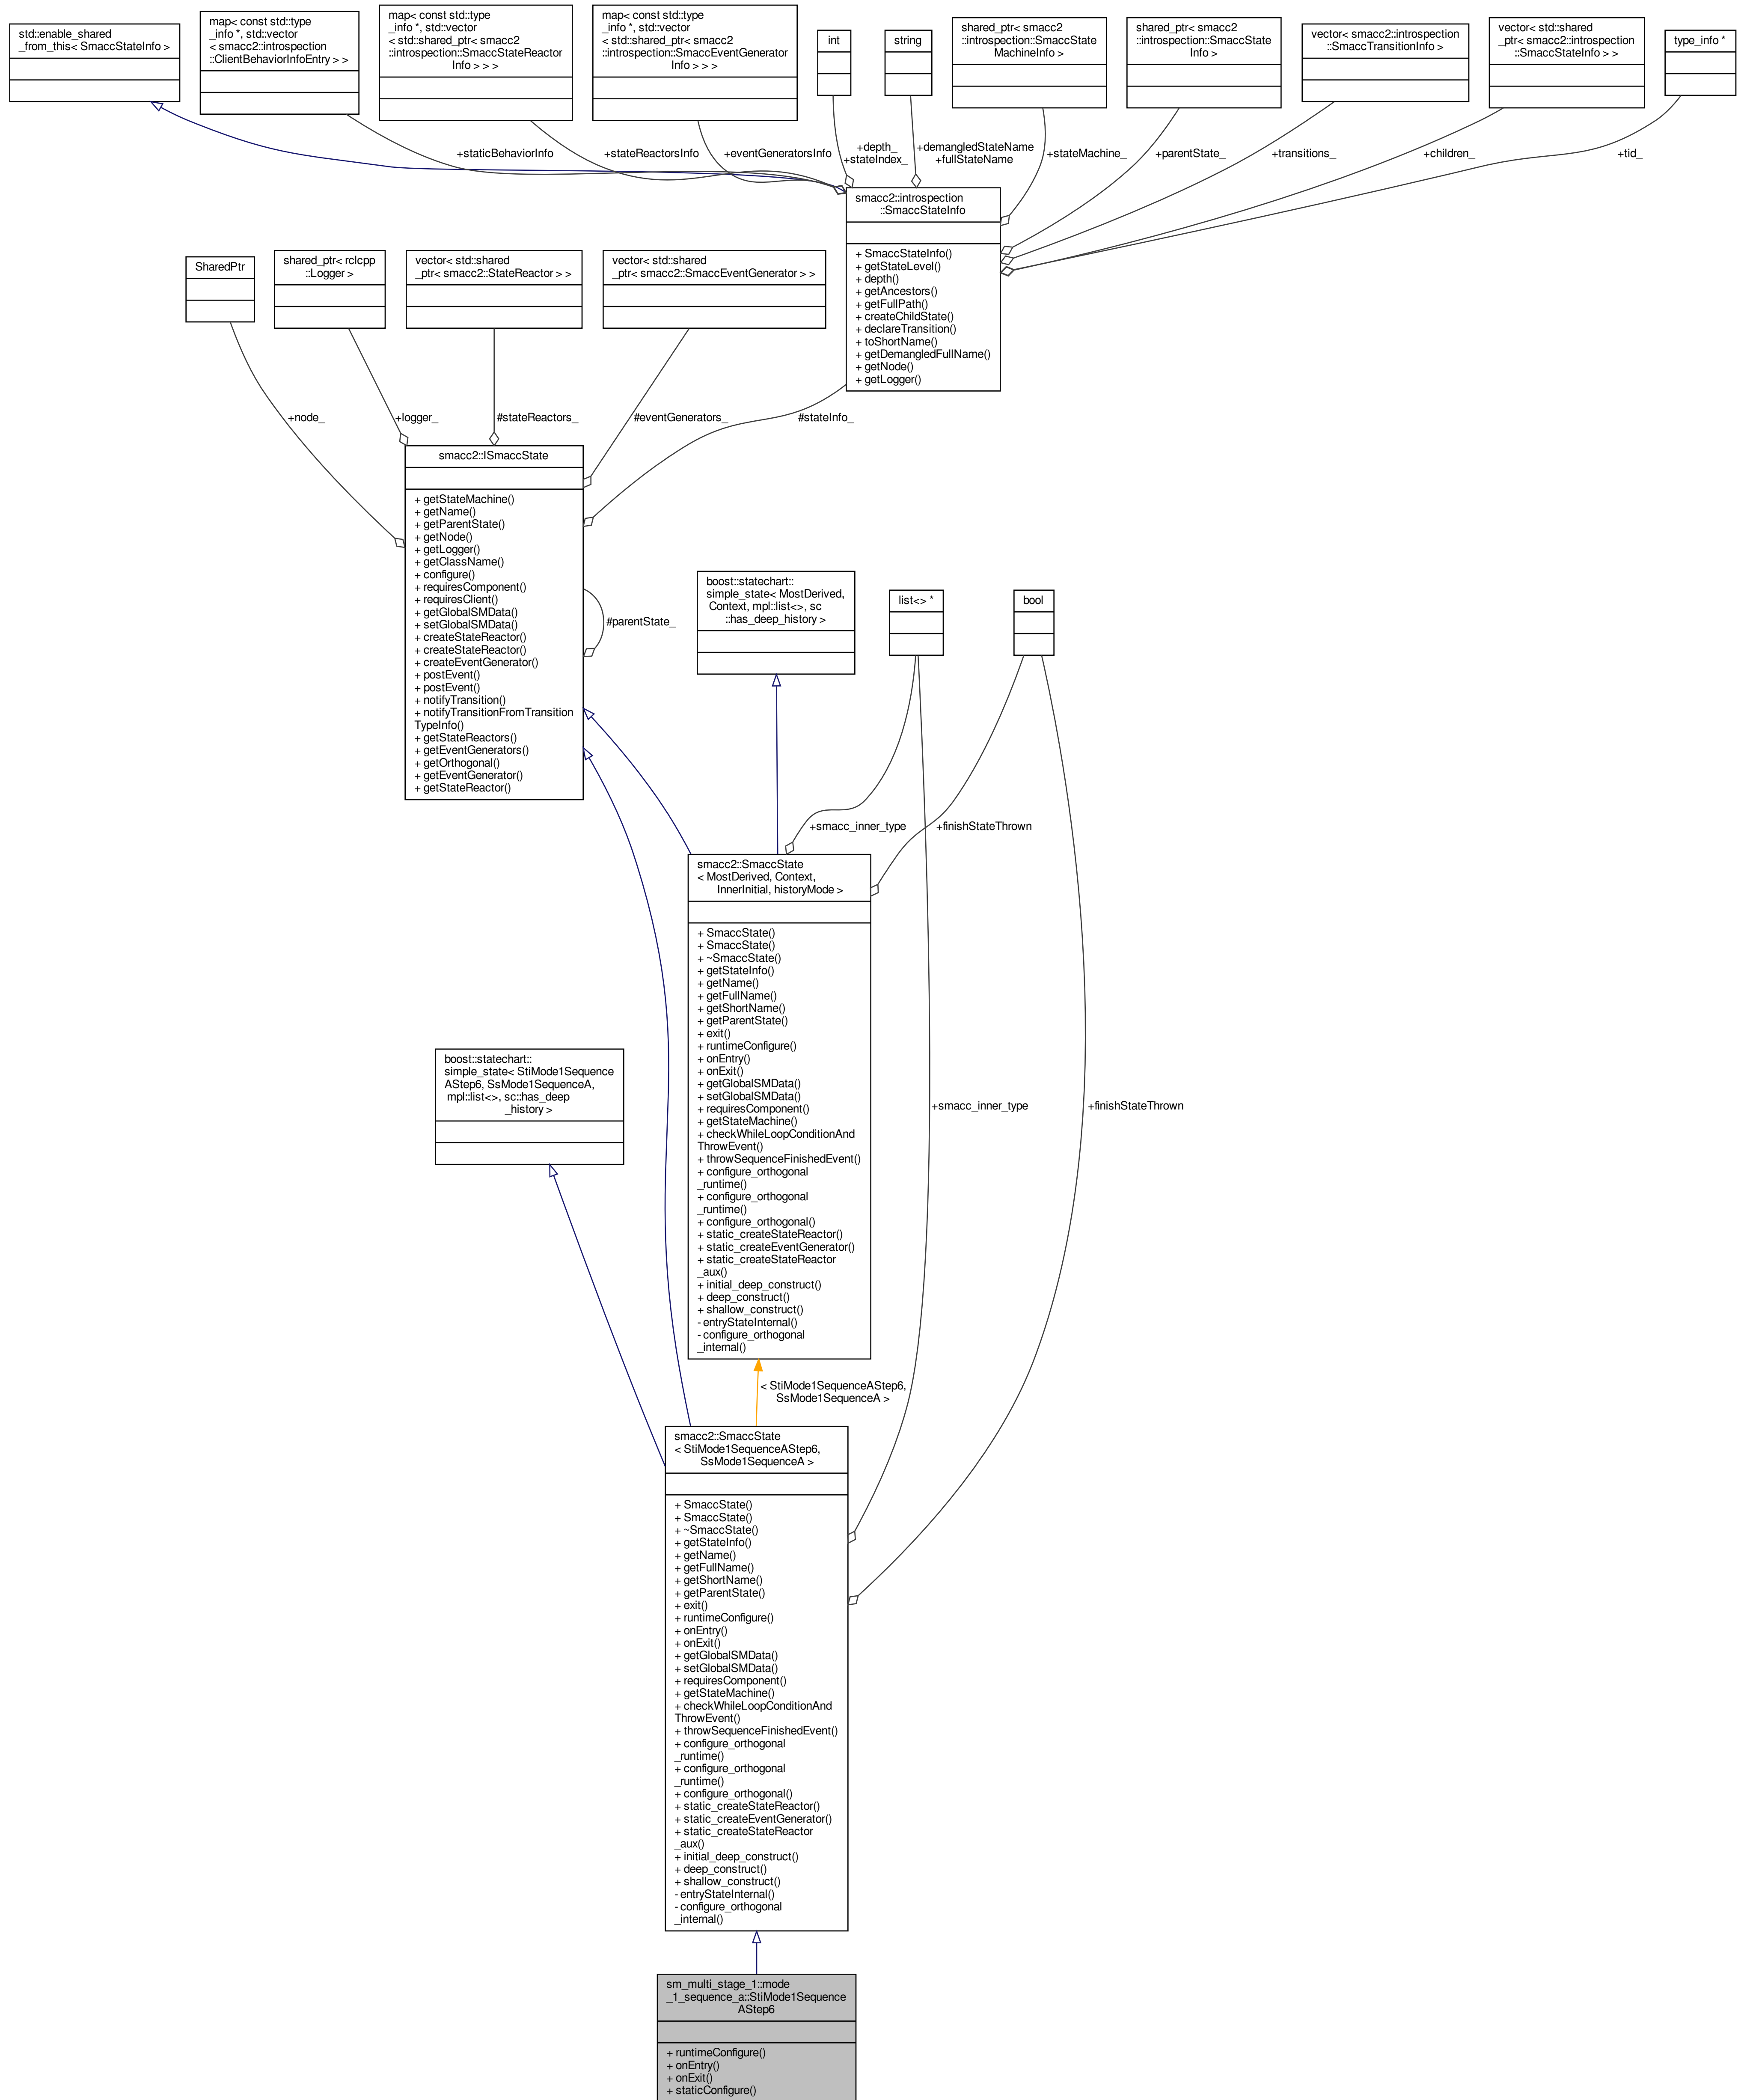 std::enable_shared
_from_this< SmaccStateInfo >
map< const std::type
_info *, std::vector
< smacc2::introspection
::ClientBehaviorInfoEntry > >
map< const std::type
_info *, std::vector
< std::shared_ptr< smacc2
::introspection::SmaccStateReactor
Info > > >
map< const std::type
_info *, std::vector
< std::shared_ptr< smacc2
::introspection::SmaccEventGenerator
Info > > >
int
string
shared_ptr< smacc2
::introspection::SmaccState
MachineInfo >
shared_ptr< smacc2
::introspection::SmaccState
Info >
vector< smacc2::introspection
::SmaccTransitionInfo >
vector< std::shared
_ptr< smacc2::introspection
::SmaccStateInfo > >
type_info *
+staticBehaviorInfo
+stateReactorsInfo
+eventGeneratorsInfo
+depth_
+stateIndex_
+demangledStateName
+fullStateName
+stateMachine_
+parentState_
+transitions_
+children_
+tid_
smacc2::introspection
::SmaccStateInfo
+ SmaccStateInfo()
+ getStateLevel()
+ depth()
+ getAncestors()
+ getFullPath()
+ createChildState()
+ declareTransition()
+ toShortName()
+ getDemangledFullName()
+ getNode()
+ getLogger()
SharedPtr
shared_ptr< rclcpp
::Logger >
vector< std::shared
_ptr< smacc2::StateReactor > >
vector< std::shared
_ptr< smacc2::SmaccEventGenerator > >
+node_
+logger_
#stateReactors_
#eventGenerators_
#stateInfo_
smacc2::ISmaccState
+ getStateMachine()
+ getName()
+ getParentState()
+ getNode()
+ getLogger()
+ getClassName()
+ configure()
+ requiresComponent()
+ requiresClient()
+ getGlobalSMData()
+ setGlobalSMData()
+ createStateReactor()
+ createStateReactor()
+ createEventGenerator()
+ postEvent()
+ postEvent()
+ notifyTransition()
+ notifyTransitionFromTransition
TypeInfo()
+ getStateReactors()
+ getEventGenerators()
+ getOrthogonal()
+ getEventGenerator()
+ getStateReactor()
#parentState_
boost::statechart::
simple_state< MostDerived,
Context, mpl::list<>, sc
::has_deep_history >
list<> *
bool
+smacc_inner_type
+finishStateThrown
smacc2::SmaccState
< MostDerived, Context,
InnerInitial, historyMode >
+ SmaccState()
+ SmaccState()
+ ~SmaccState()
+ getStateInfo()
+ getName()
+ getFullName()
+ getShortName()
+ getParentState()
+ exit()
+ runtimeConfigure()
+ onEntry()
+ onExit()
+ getGlobalSMData()
+ setGlobalSMData()
+ requiresComponent()
+ getStateMachine()
+ checkWhileLoopConditionAnd
ThrowEvent()
+ throwSequenceFinishedEvent()
+ configure_orthogonal
_runtime()
+ configure_orthogonal
_runtime()
+ configure_orthogonal()
+ static_createStateReactor()
+ static_createEventGenerator()
+ static_createStateReactor
_aux()
+ initial_deep_construct()
+ deep_construct()
+ shallow_construct()
- entryStateInternal()
- configure_orthogonal
_internal()
boost::statechart::
simple_state< StiMode1Sequence
AStep6, SsMode1SequenceA,
mpl::list<>, sc::has_deep
_history >
+smacc_inner_type
+finishStateThrown
< StiMode1SequenceAStep6,
SsMode1SequenceA >
smacc2::SmaccState
< StiMode1SequenceAStep6,
SsMode1SequenceA >
+ SmaccState()
+ SmaccState()
+ ~SmaccState()
+ getStateInfo()
+ getName()
+ getFullName()
+ getShortName()
+ getParentState()
+ exit()
+ runtimeConfigure()
+ onEntry()
+ onExit()
+ getGlobalSMData()
+ setGlobalSMData()
+ requiresComponent()
+ getStateMachine()
+ checkWhileLoopConditionAnd
ThrowEvent()
+ throwSequenceFinishedEvent()
+ configure_orthogonal
_runtime()
+ configure_orthogonal
_runtime()
+ configure_orthogonal()
+ static_createStateReactor()
+ static_createEventGenerator()
+ static_createStateReactor
_aux()
+ initial_deep_construct()
+ deep_construct()
+ shallow_construct()
- entryStateInternal()
- configure_orthogonal
_internal()
sm_multi_stage_1::mode
_1_sequence_a::StiMode1Sequence
AStep6
+ runtimeConfigure()
+ onEntry()
+ onExit()
+ staticConfigure()